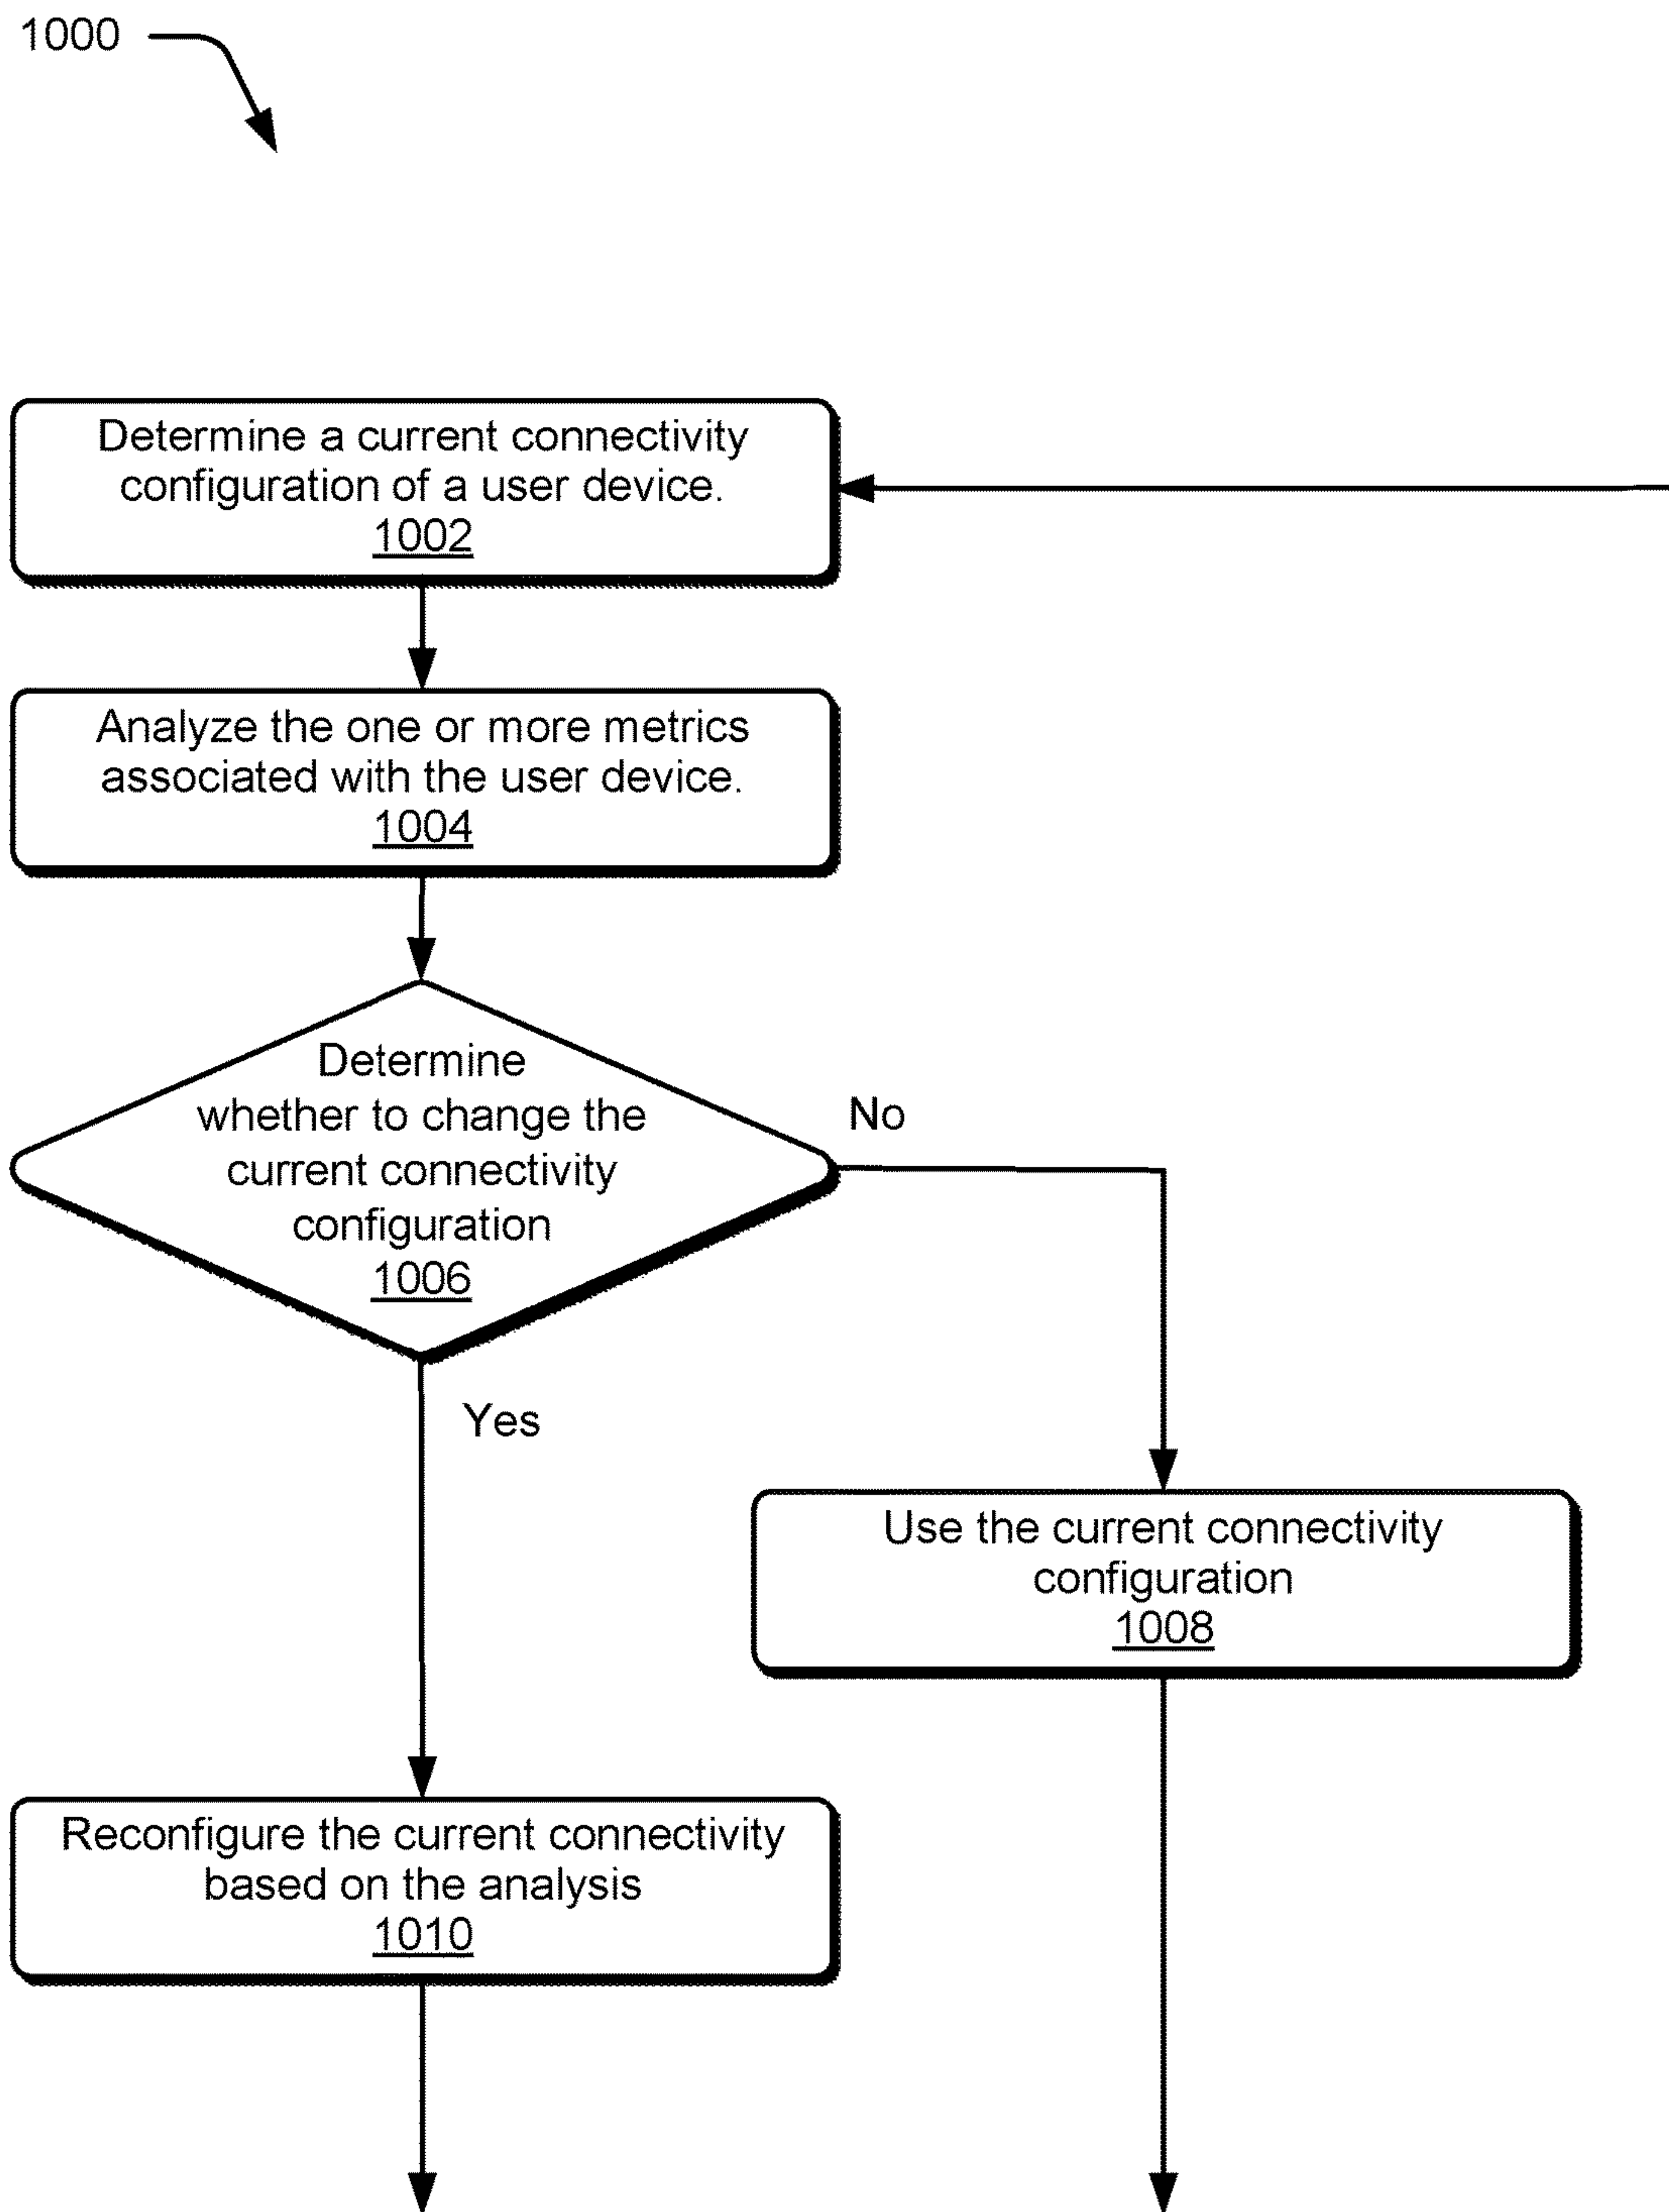 1000
Determine a current connectivity
configuration of a user device.
1002
Analyze the one or more metrics
associated with the user device.
1004
Determine
whether to change the
current connectivity
configuration
1006
No
Yes
Use the current connectivity
configuration
1008
Reconfigure the current connectivity
based on the analysis
1010